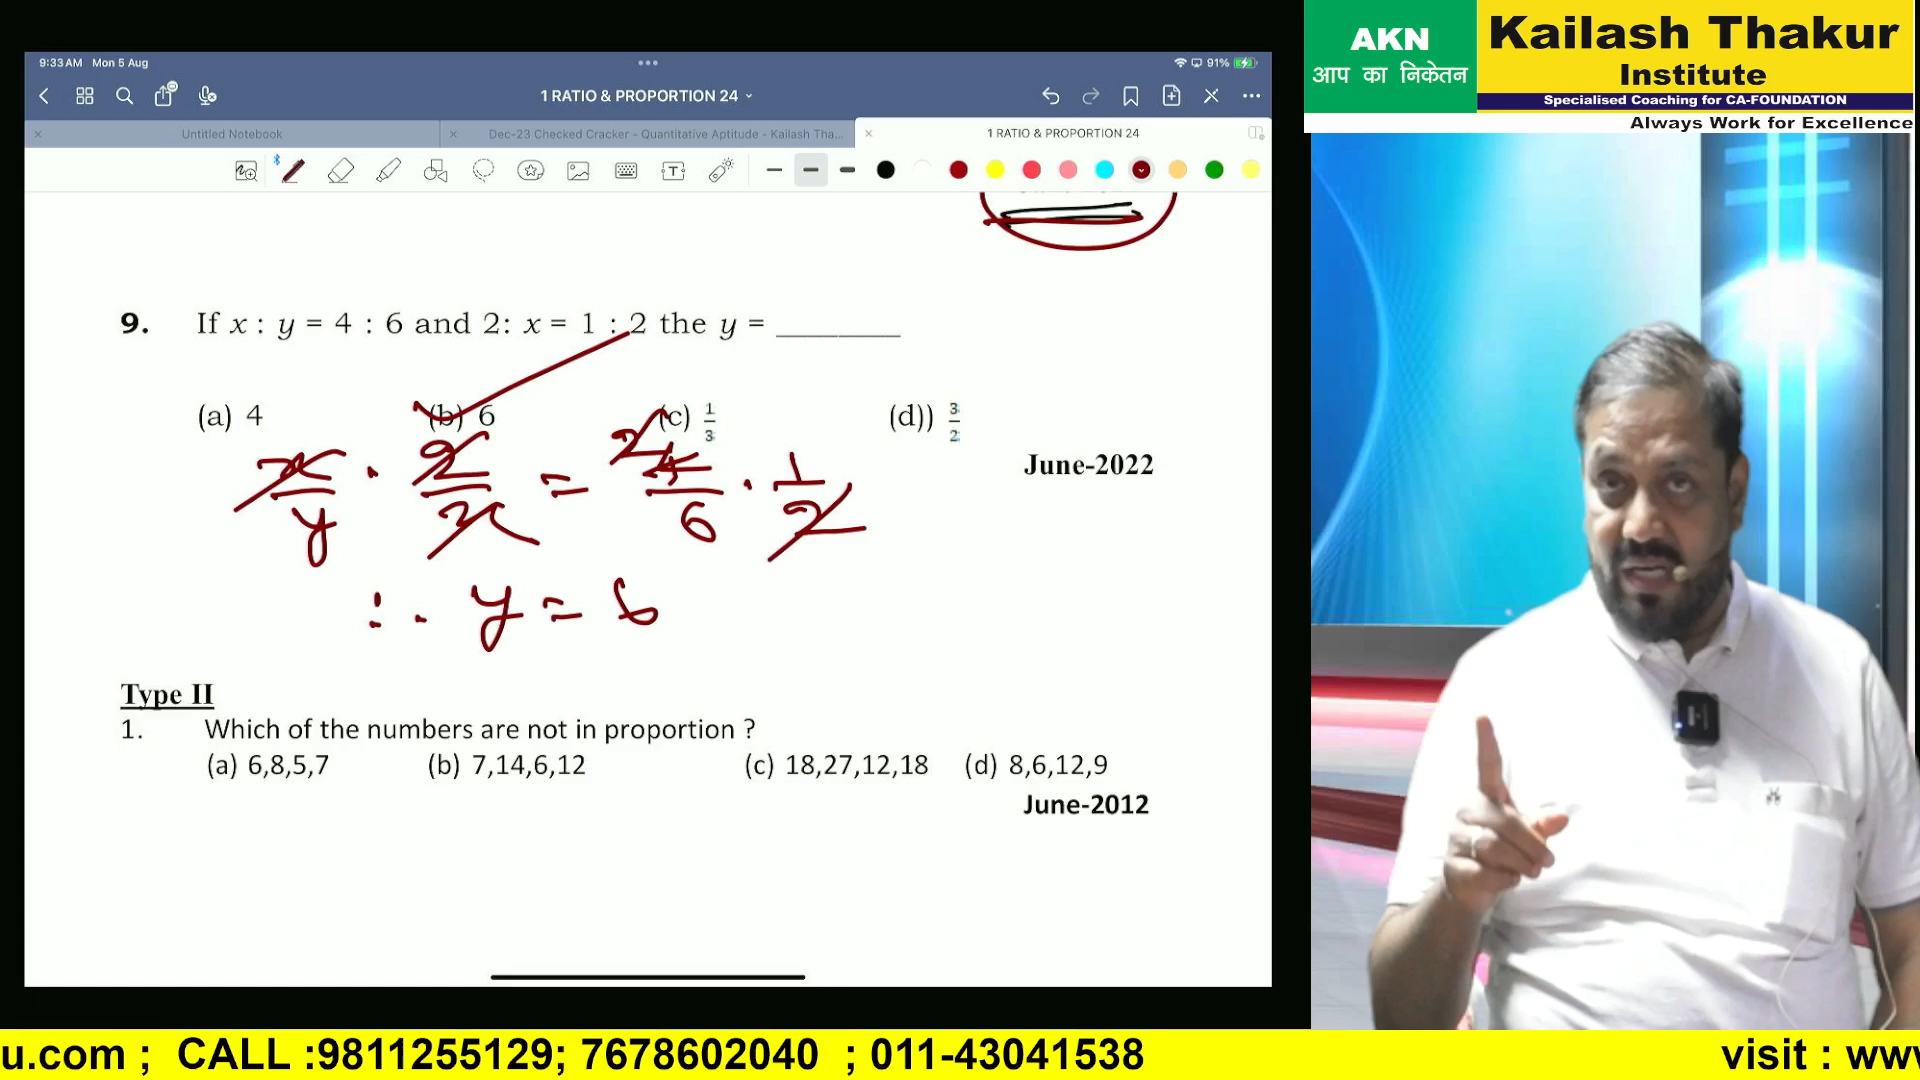 AKN
आप का निकेतन
Kailash Thakur
Institute
Specialised Coaching for CA-FOUNDATION
Always Work for Excellence
9:33 AM Mon 5 Aug
91%
1 RATIO & PROPORTION 24
Untitled Notebook
Dec-23 Checked Cracker - Quantitative Aptitude - Kailash Tha...
1 RATIO & PROPORTION 24
9. If x : y = 4 : 6 and 2: x = 1 : 2 the y = ________
(a) 4 (b) 6 (c) 1/3 (d)) 3/2
June-2022
x/y . 2/x = 4/6 . 1/2
2
∴ y = 6
Type II
1. Which of the numbers are not in proportion ?
(a) 6,8,5,7 (b) 7,14,6,12 (c) 18,27,12,18 (d) 8,6,12,9
June-2012
u.com ; CALL :9811255129; 7678602040 ; 011-43041538 visit : www